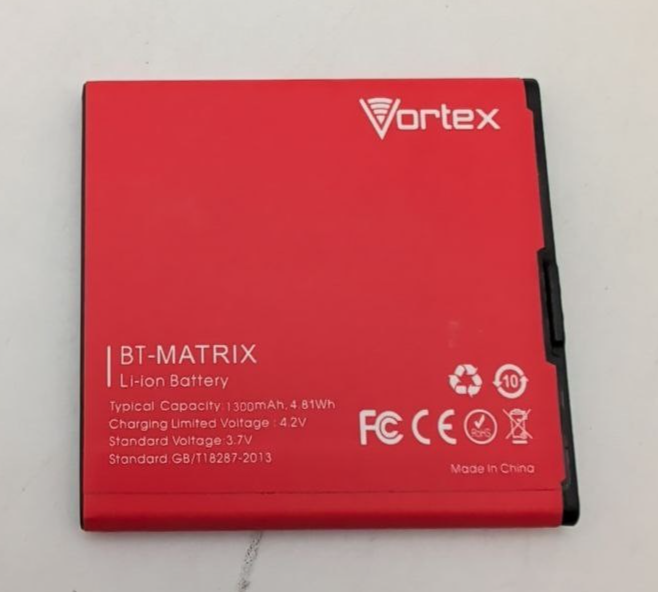 Vortex
BT-MATRIX
Li-ion Battery
Typical Capacity:1300mAh, 4.81Wh
Charging Limited Voltage : 4.2V
Standard Voltage:3.7V
Standard:GB/T18287-2013
10
FC CE RoHS
Made In China